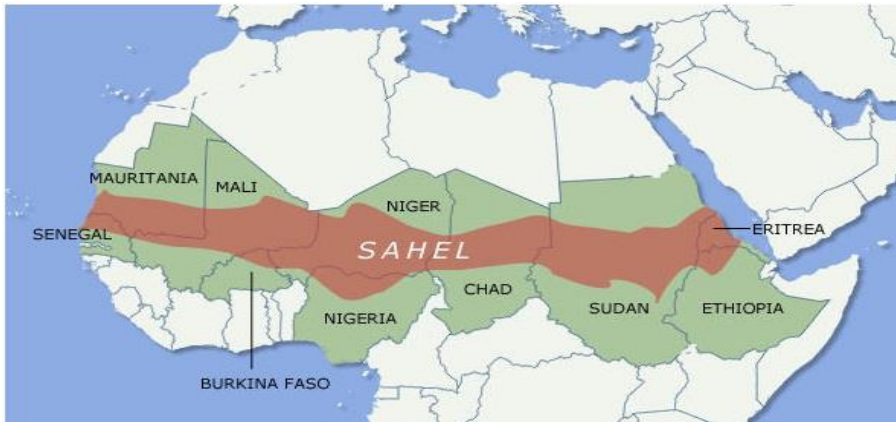 MAURITANIA
MALI
NIGER
SENEGAL
ERITREA
SAHEL
CHAD
NIGERIA
SUDAN
ETHIOPIA
BURKINA FASO